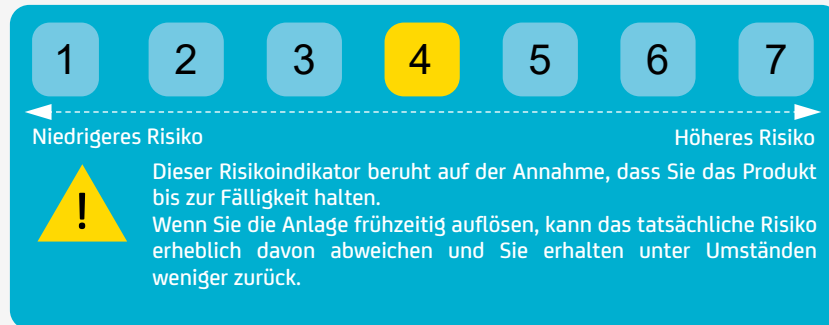 1 2 3 4 5 6 7
Niedrigeres Risiko Höheres Risiko
Dieser Risikoindikator beruht auf der Annahme, dass Sie das Produkt
bis zur Fälligkeit halten.
!
Wenn Sie die Anlage frühzeitig auflösen, kann das tatsächliche Risiko
erheblich davon abweichen und Sie erhalten unter Umständen
weniger zurück.